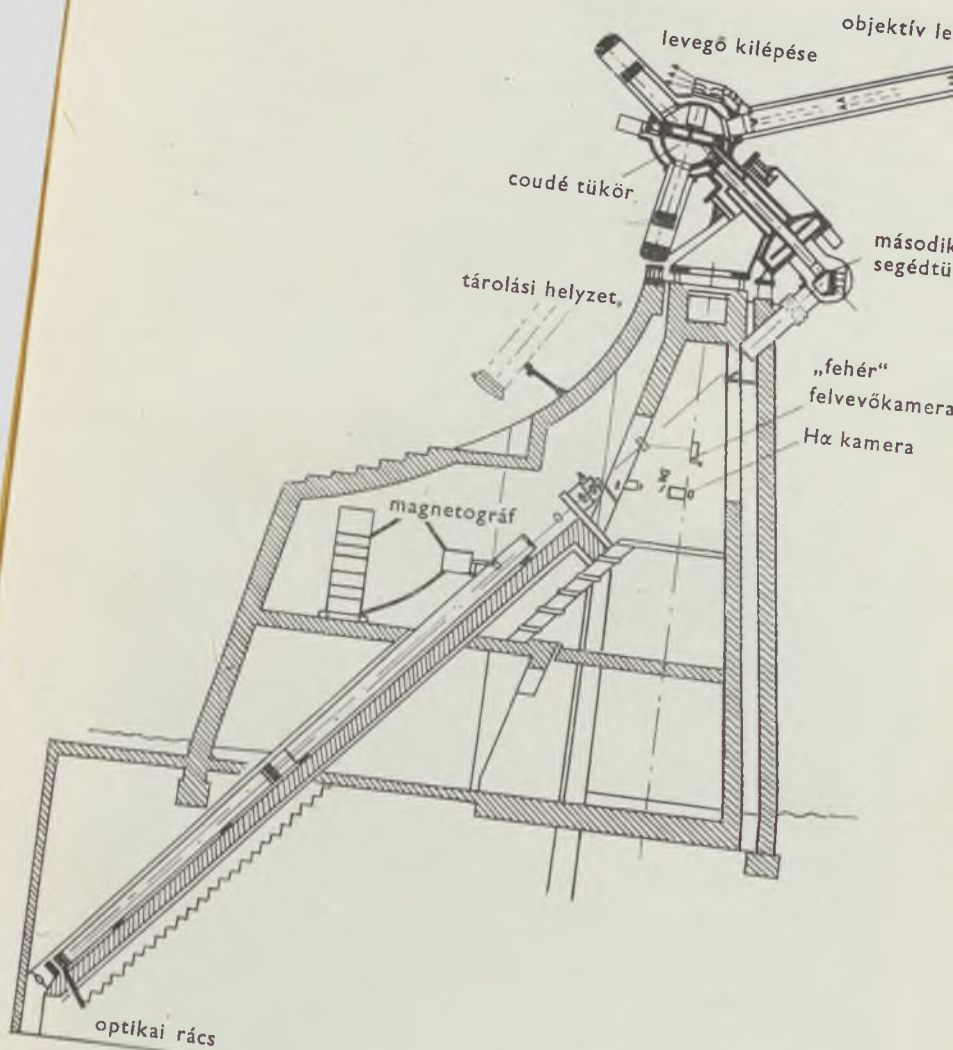 objektív le
levegő kilépése
coudé tükör
második
segédtü
tárolási helyzet
„fehér”
felvevőkamera
Hα kamera
magnetográf
optikai rács